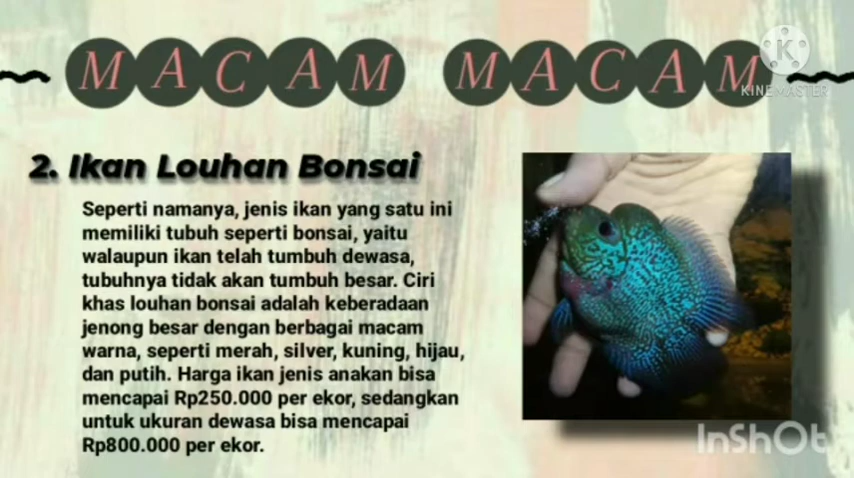 MACAM MACAM
KINEMASTER
2. Ikan Louhan Bonsai
Seperti namanya, jenis ikan yang satu ini
memiliki tubuh seperti bonsai, yaitu
walaupun ikan telah tumbuh dewasa,
tubuhnya tidak akan tumbuh besar. Ciri
khas louhan bonsai adalah keberadaan
jenong besar dengan berbagai macam
warna, seperti merah, silver, kuning, hijau,
dan putih. Harga ikan jenis anakan bisa
mencapai Rp250.000 per ekor, sedangkan
untuk ukuran dewasa bisa mencapai
Rp800.000 per ekor.
InShOt